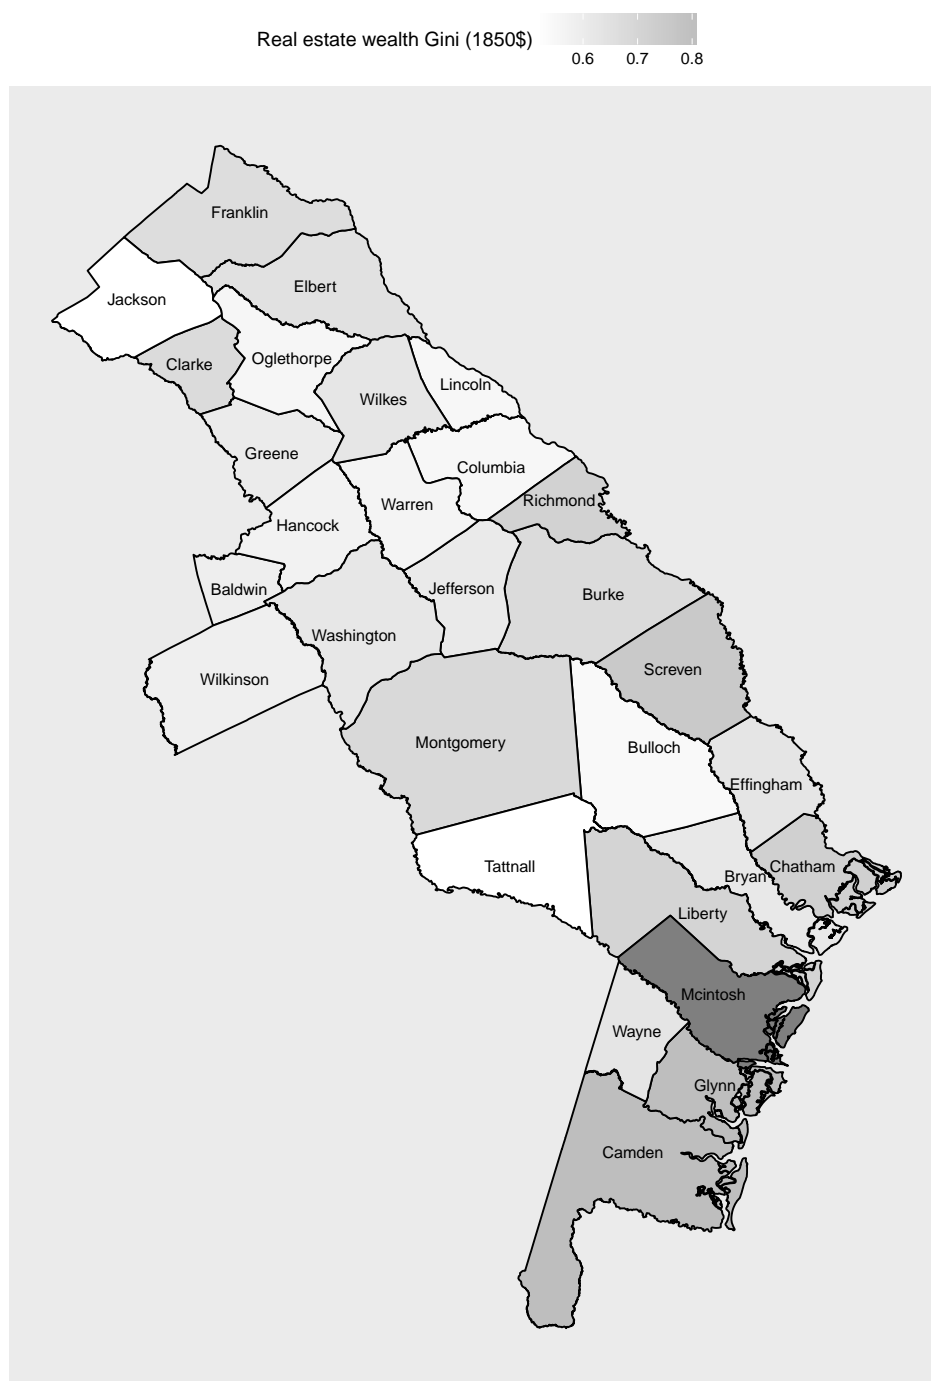 Real estate wealth Gini (1850$)
0.6 0.7 0.8
Franklin
Elbert
Jackson
Oglethorpe
Clarke
Lincoln
Wilkes
Greene
Columbia
Richmond
Warren
Hancock
Jefferson
Baldwin
Burke
Washington
Screven
Wilkinson
Montgomery
Bulloch
Effingham
Tattnall
Chatham
Bryan
Liberty
Mcintosh
Wayne
Glynn
Camden